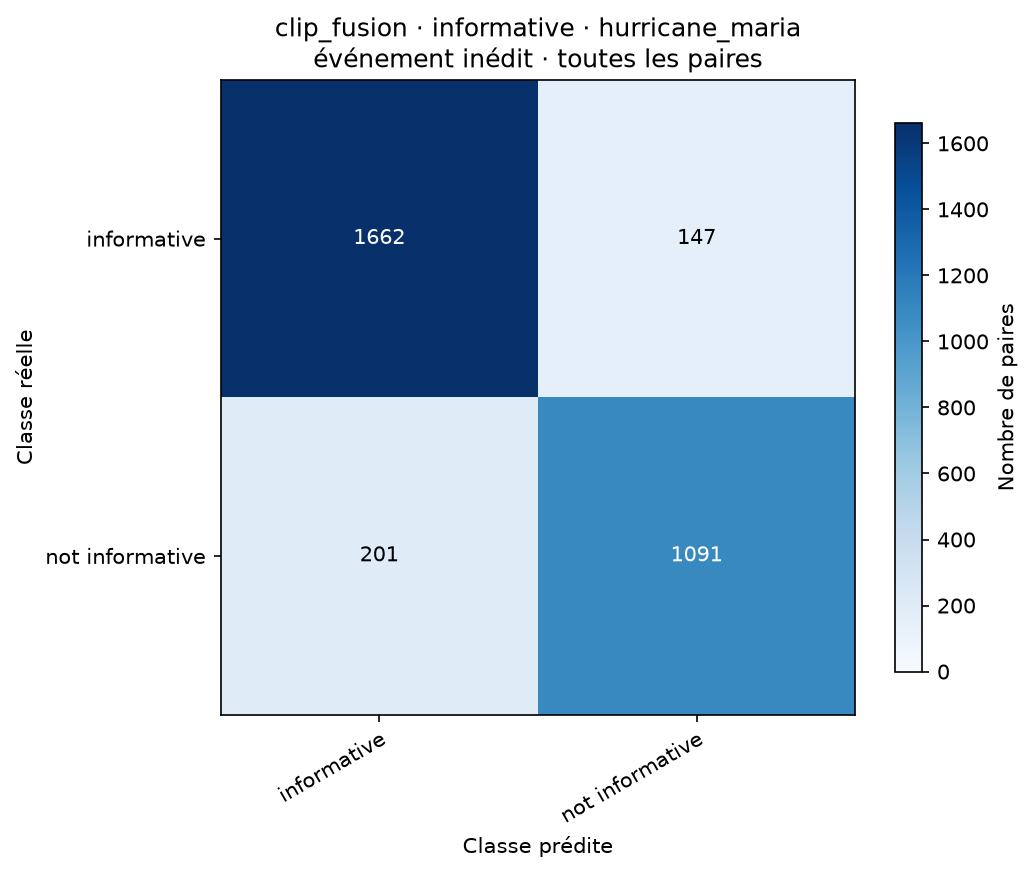 clip_fusion · informative · hurricane_maria
événement inédit · toutes les paires
1662
147
201
1091
informative
not informative
Classe réelle
informative
not informative
Classe prédite
1600
1400
1200
1000
800
600
400
200
0
Nombre de paires